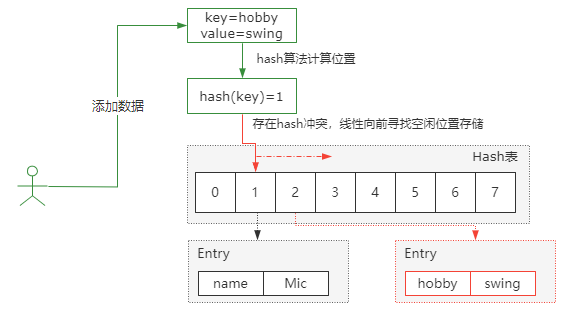 key=hobby
value=swing
hash算法计算位置
添加数据
hash(key)=1
存在hash冲突，线性向前寻找空闲位置存储
Hash表
0 1 2 3 4 5 6 7
Entry
name Mic
Entry
hobby swing